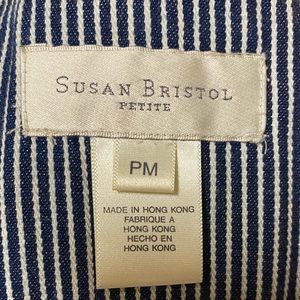 SUSAN BRISTOL
PETITE
PM
MADE IN HONG KONG
FABRIQUE A
HONG KONG
HECHO EN
HONG KONG